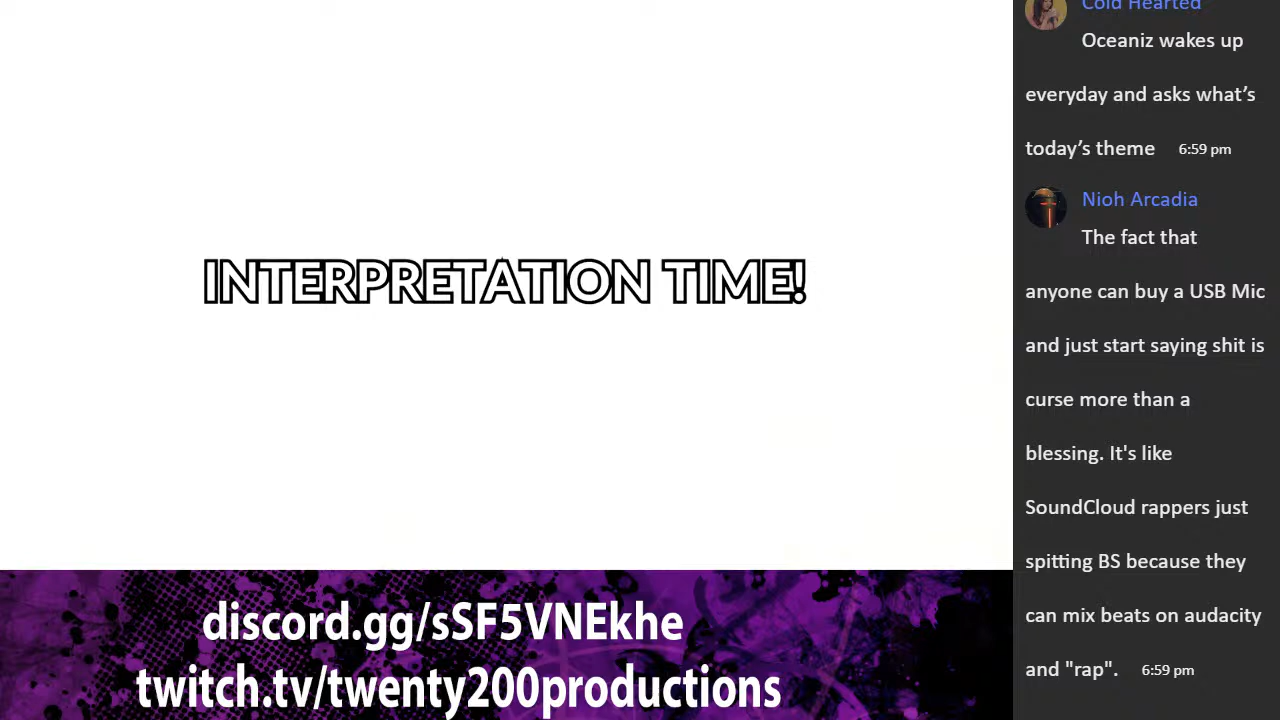 INTERPRETATION TIME!
discord.gg/sSF5VNEkhe
twitch.tv/twenty200productions
Cold Hearted
Oceaniz wakes up
everyday and asks what’s
today’s theme 6:59 pm
Nioh Arcadia
The fact that
anyone can buy a USB Mic
and just start saying shit is
curse more than a
blessing. It's like
SoundCloud rappers just
spitting BS because they
can mix beats on audacity
and "rap". 6:59 pm